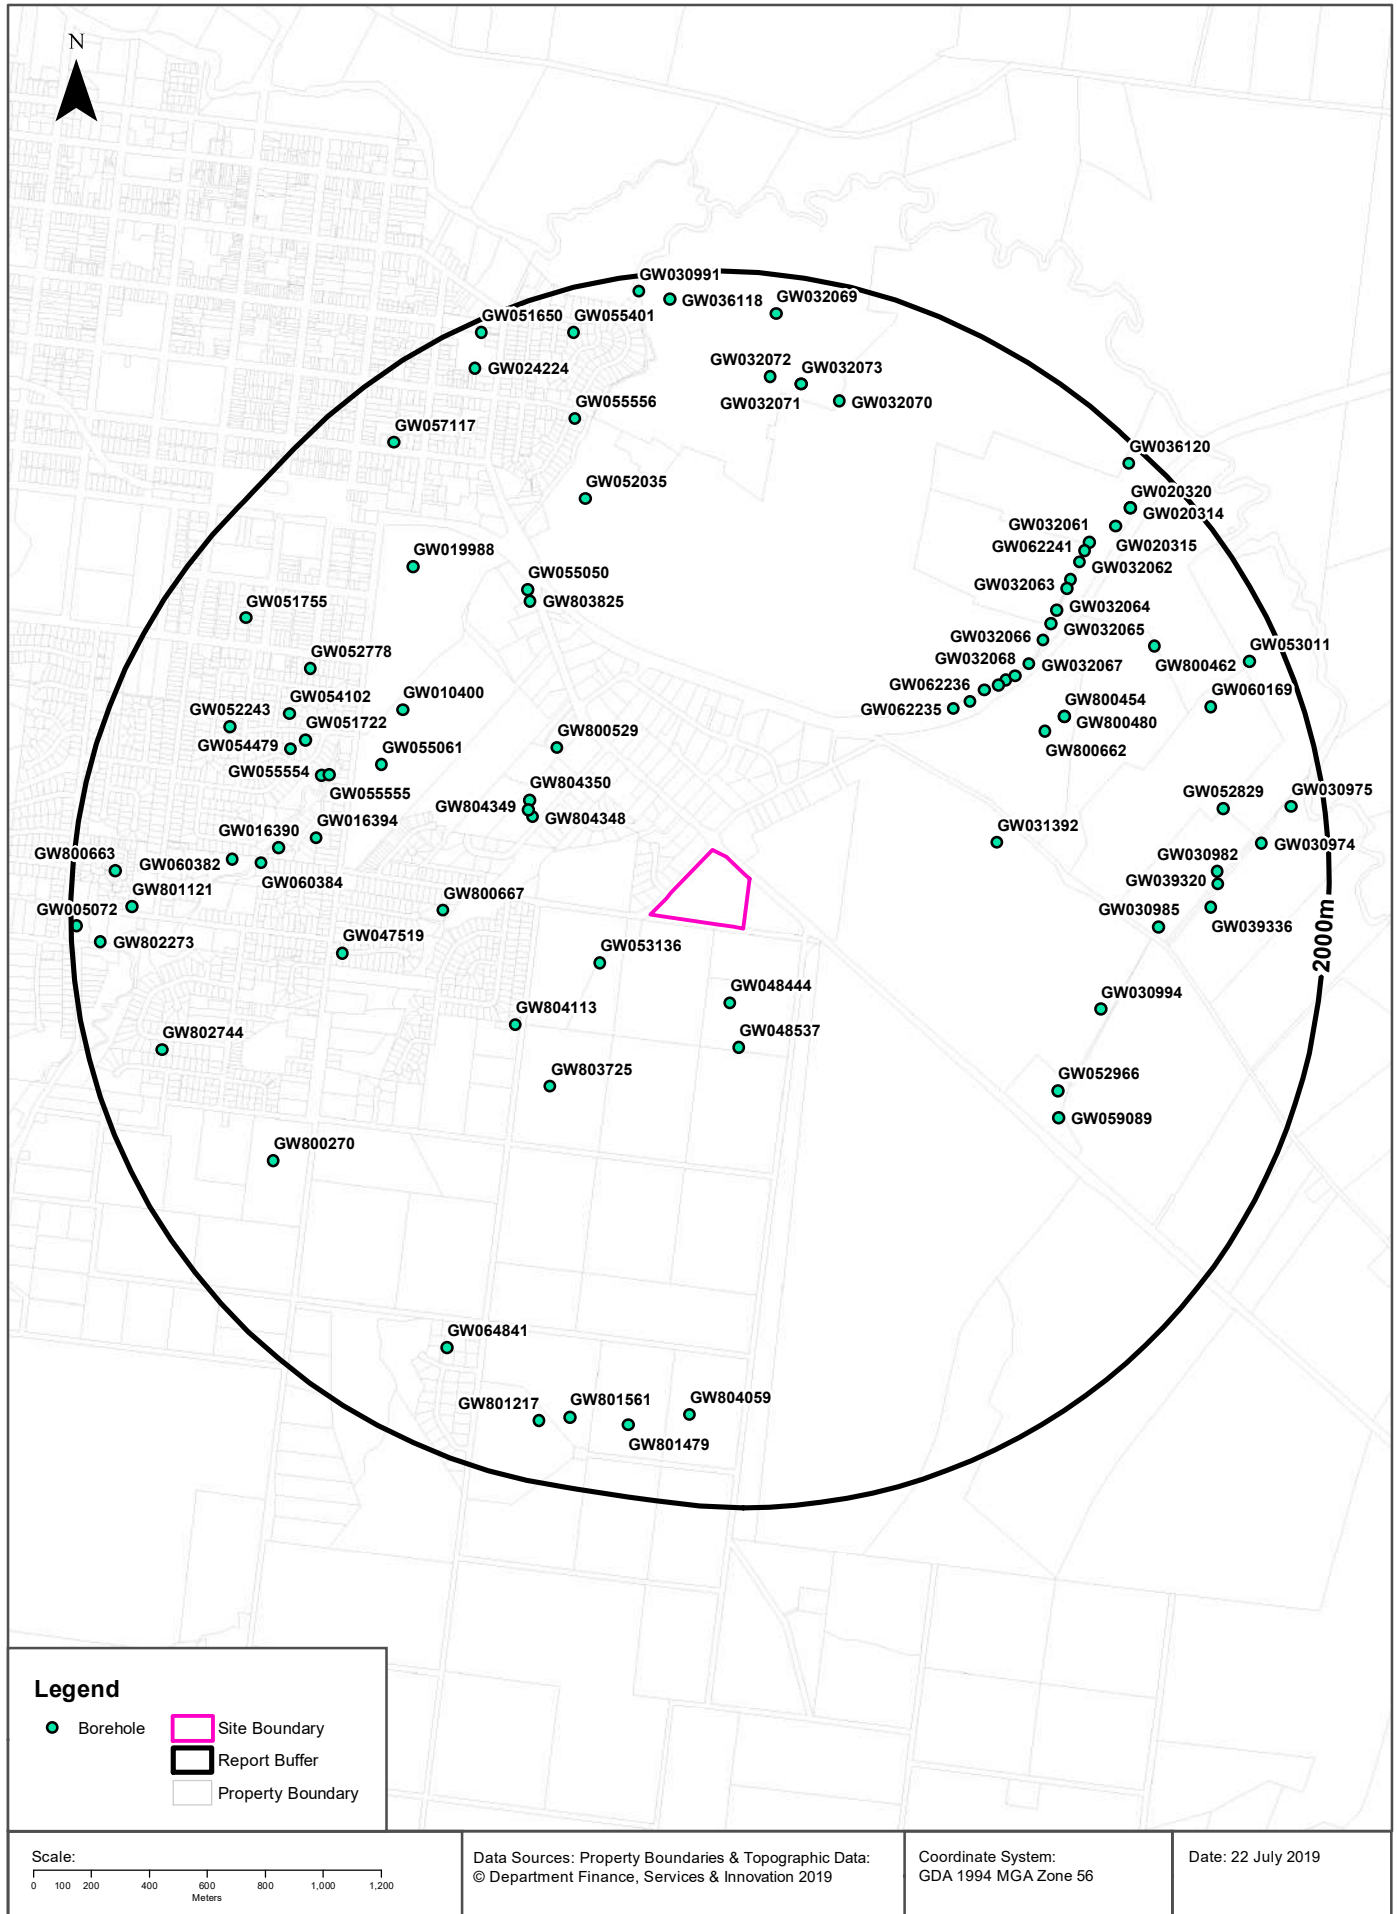 N
GW030991
GW036118
GW032069
GW051650
GW055401
GW024224
GW032072
GW032073
GW032071
GW032070
GW055556
GW057117
GW036120
GW052035
GW020320
GW020314
GW032061
GW020315
GW062241
GW032062
GW019988
GW055050
GW032063
GW803825
GW051755
GW032064
GW032065
GW032066
GW052778
GW032068
GW032067
GW800462
GW053011
GW062236
GW054102
GW010400
GW062235
GW060169
GW052243
GW051722
GW800454
GW800480
GW054479
GW055061
GW800529
GW800662
GW055554
GW055555
GW804350
GW804349
GW804348
GW052829
GW030975
GW016394
GW016390
GW031392
GW030974
GW800663
GW060382
GW060384
GW030982
GW039320
GW801121
GW005072
GW800667
GW030985
GW039336
GW802273
GW047519
2000m
GW053136
GW048444
GW030994
GW804113
GW048537
GW802744
GW803725
GW052966
GW059089
GW800270
GW064841
GW801217
GW801561
GW804059
GW801479
Legend
Borehole
Site Boundary
Report Buffer
Property Boundary
Scale:
0 100 200 400 600 800 1,000 1,200
Meters
Data Sources: Property Boundaries & Topographic Data:
© Department Finance, Services & Innovation 2019
Coordinate System:
GDA 1994 MGA Zone 56
Date: 22 July 2019